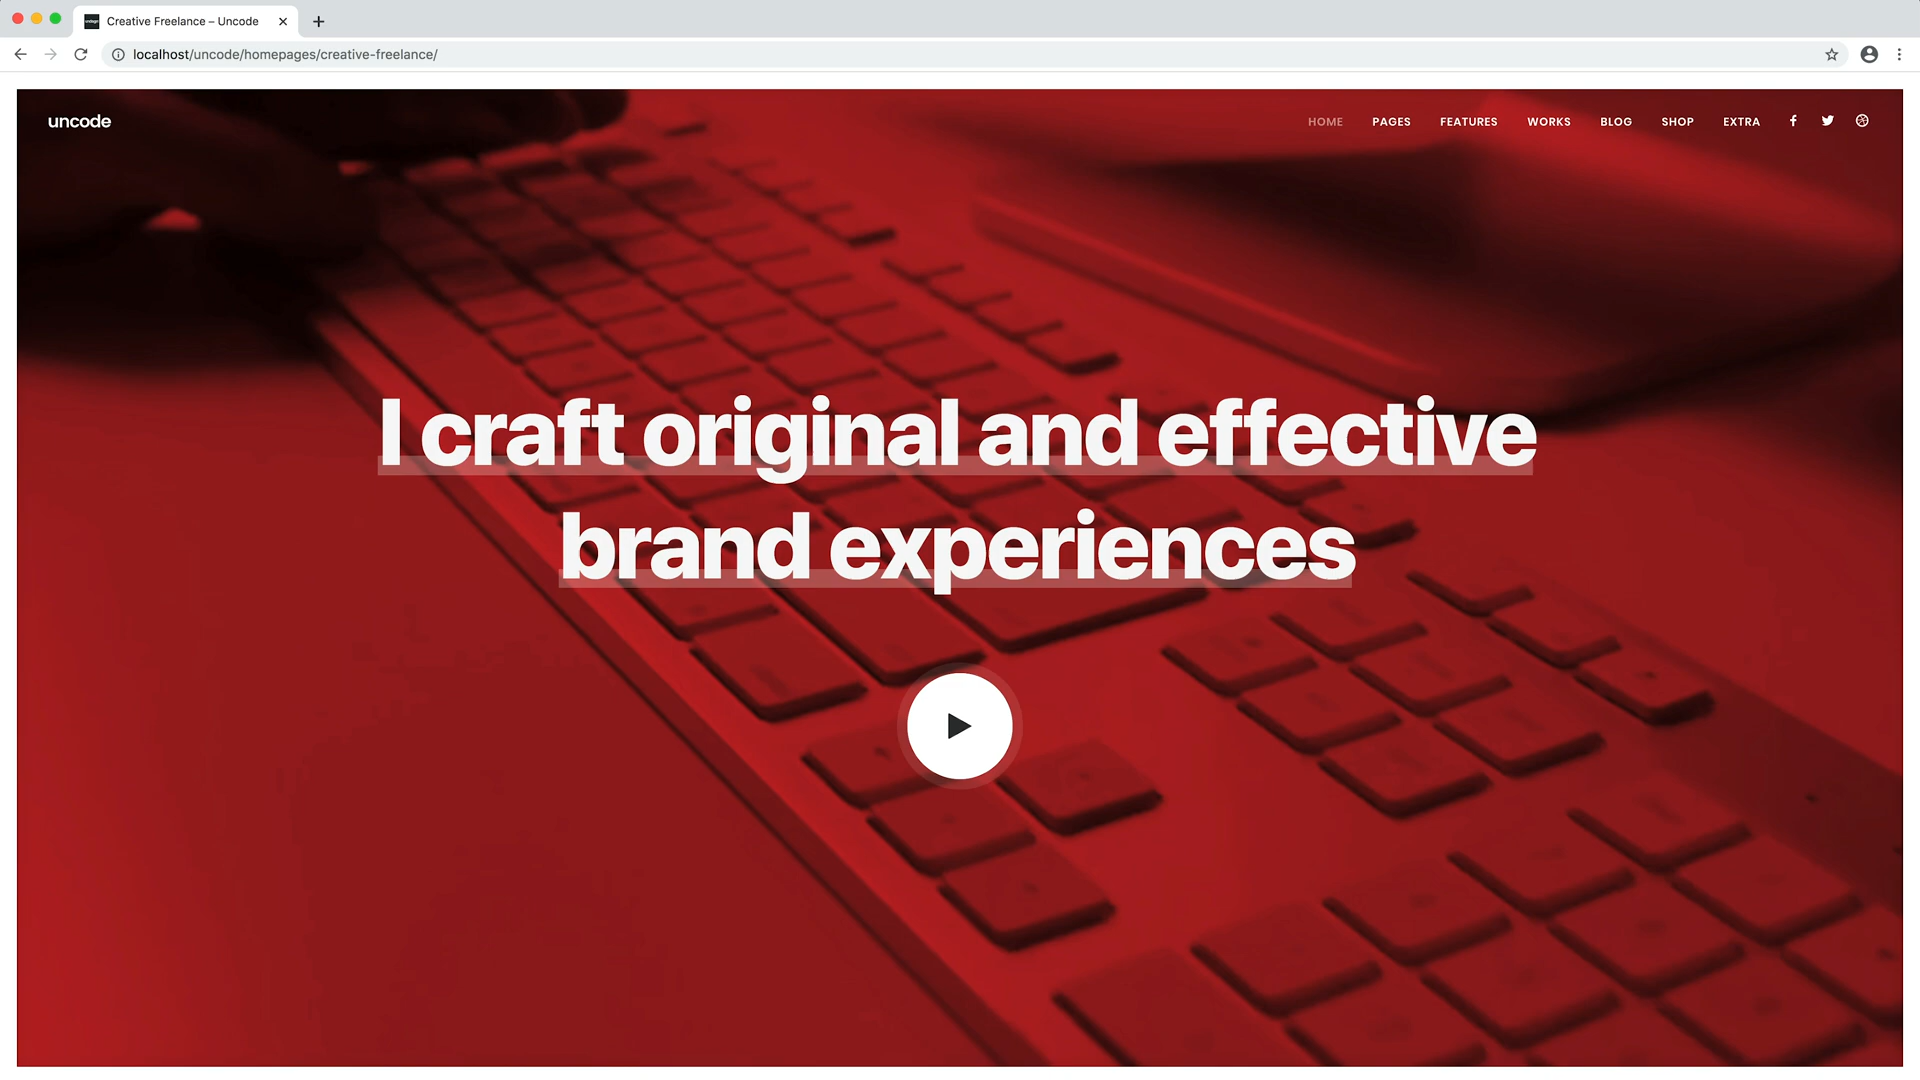 Creative Freelance – Uncode
localhost/uncode/homepages/creative-freelance/
uncode
HOME PAGES FEATURES WORKS BLOG SHOP EXTRA
I craft original and effective
brand experiences